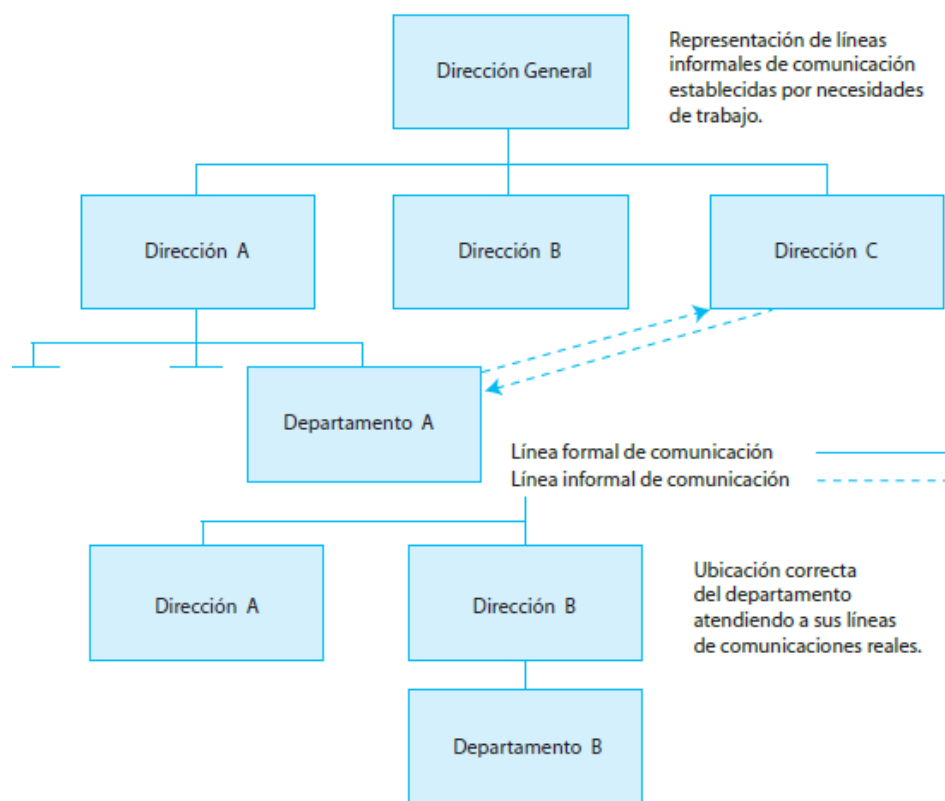 Dirección General
Representación de líneas
informales de comunicación
establecidas por necesidades
de trabajo.
Dirección A
Dirección B
Dirección C
Departamento A
Línea formal de comunicación
Línea informal de comunicación
Dirección A
Dirección B
Ubicación correcta
del departamento
atendiendo a sus líneas
de comunicaciones reales.
Departamento B